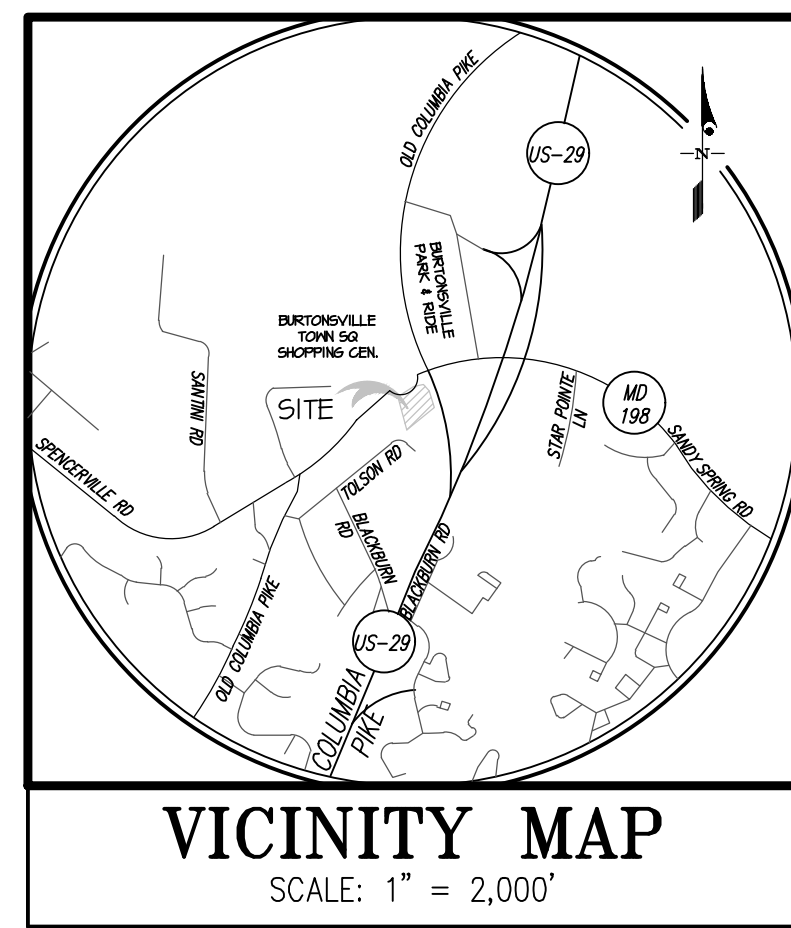 OLD COLUMBIA PIKE
US-29
N
BURTONSVILLE
PARK & RIDE
BURTONSVILLE
TOWN SQ
SHOPPING CEN.
SANTINI RD
SITE
STAR POINTE
LN
MD
198
SANDY SPRING RD
SPENCERVILLE RD
TOLSON RD
BLACKBURN
RD
BLACKBURN RD
OLD COLUMBIA PIKE
US-29
COLUMBIA
PIKE
VICINITY MAP
SCALE: 1" = 2,000'